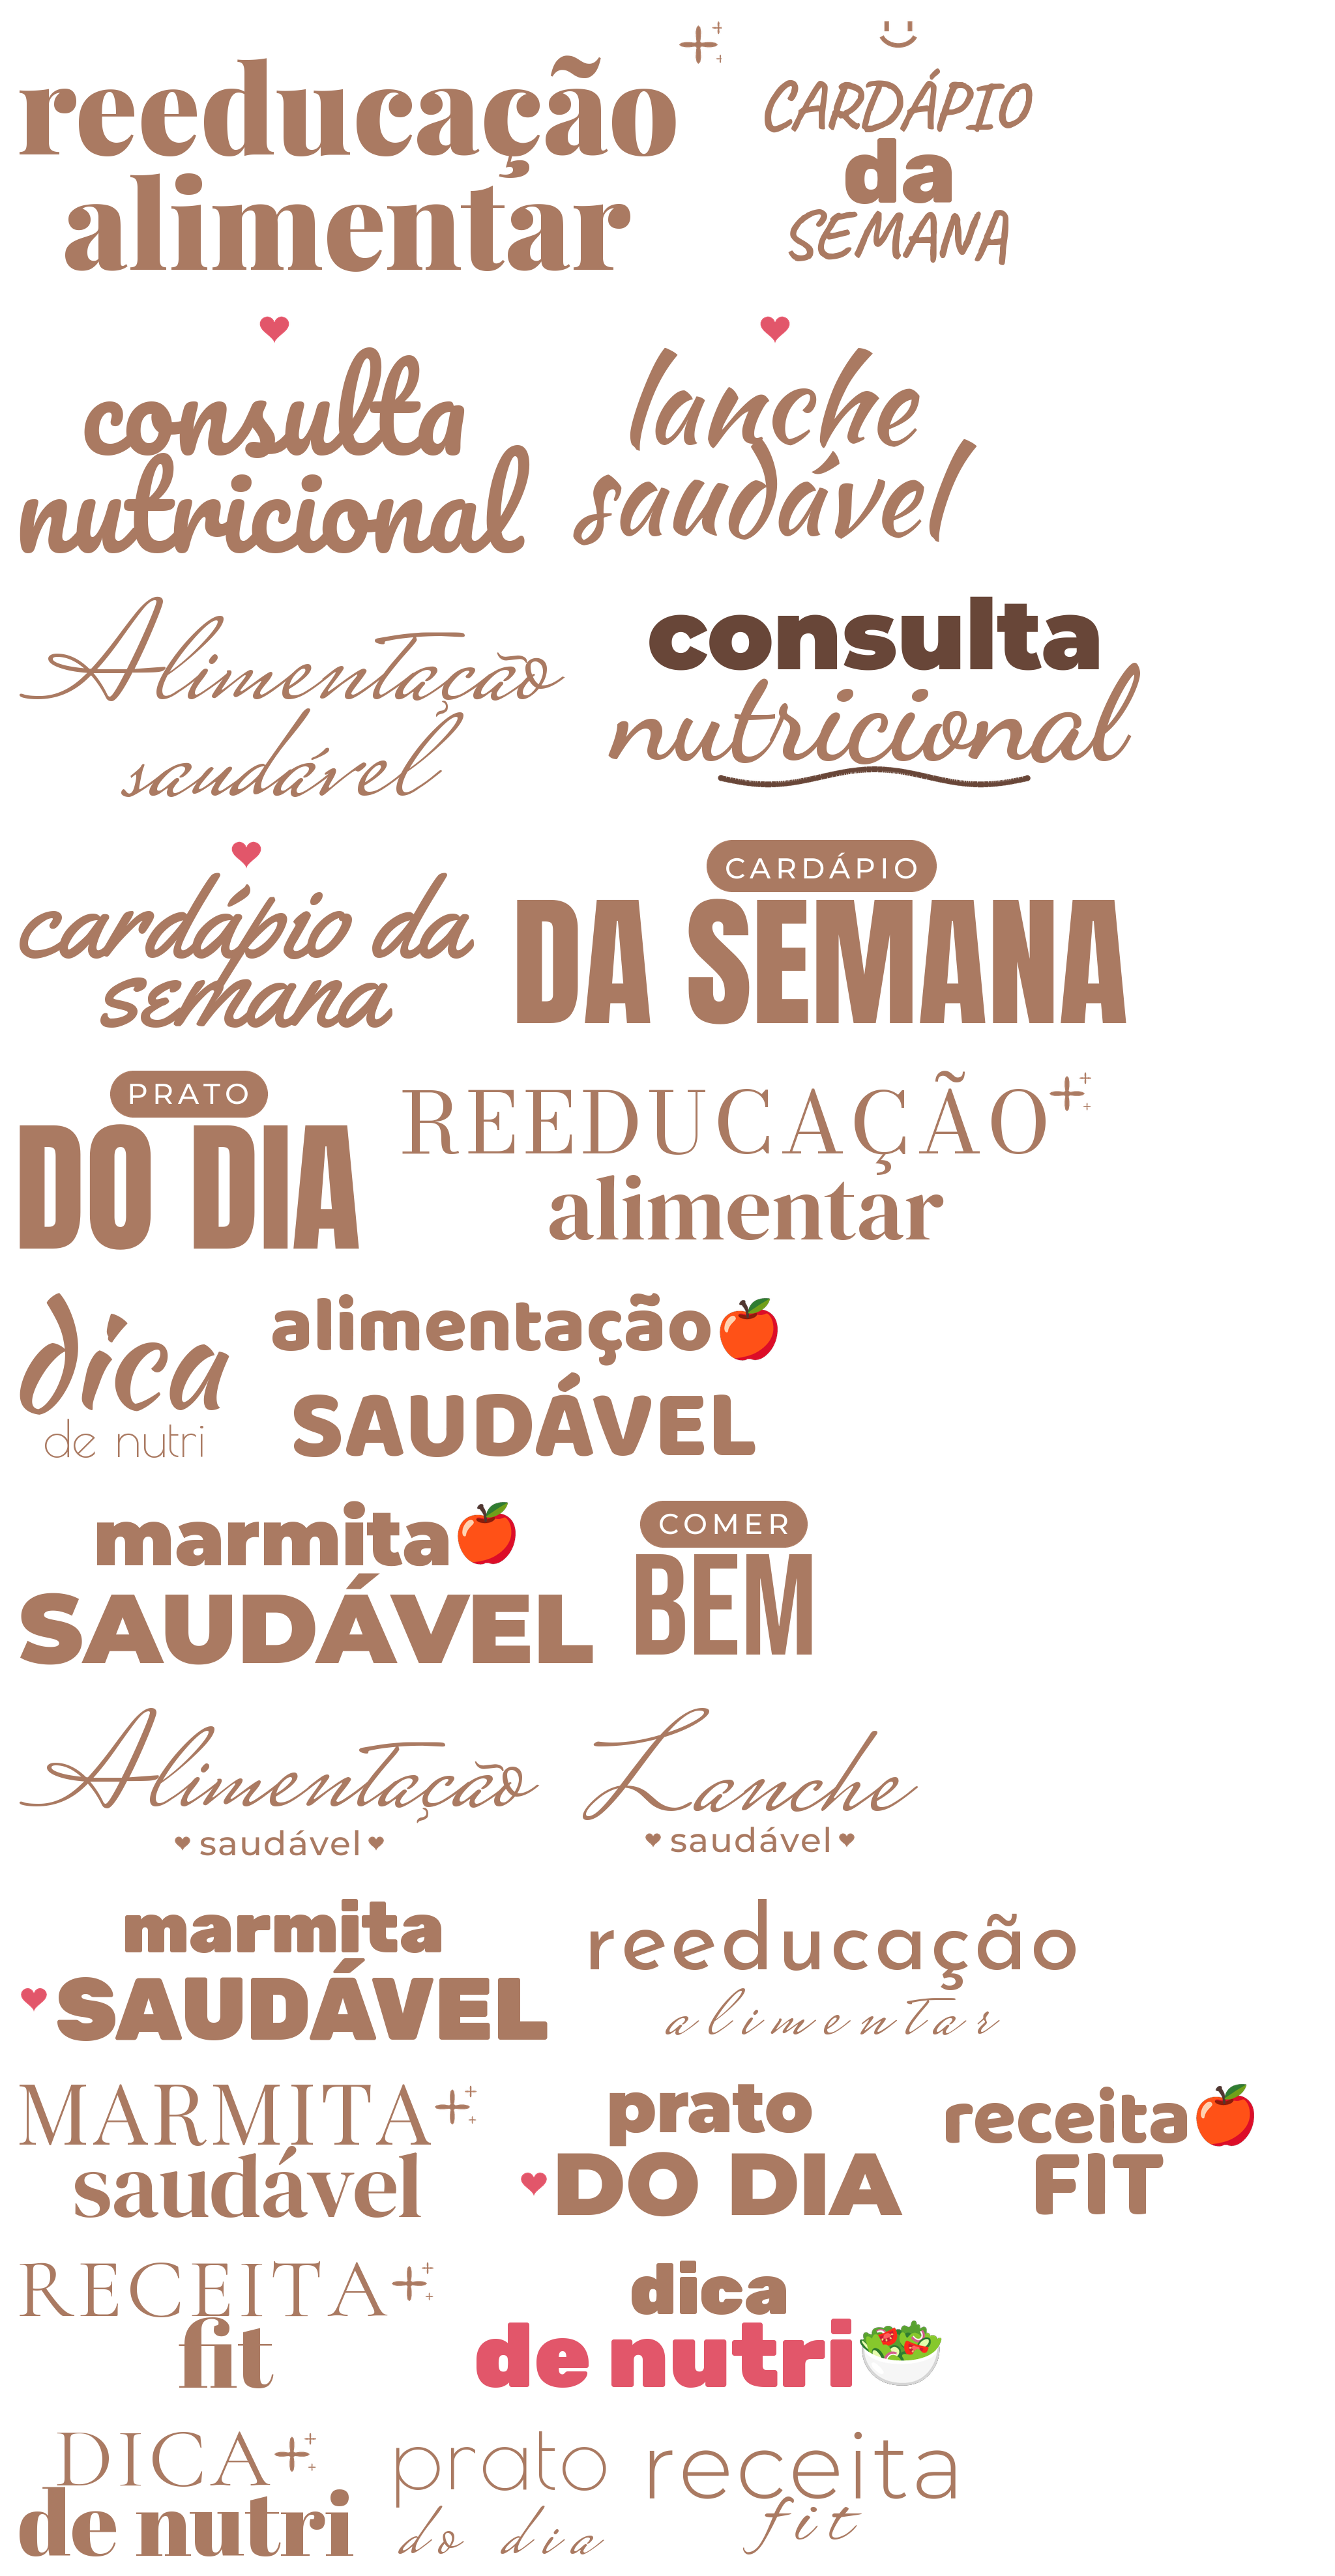 reeducação
alimentar
CARDÁPIO
da
SEMANA
consulta
nutricional
lanche
saudável
Alimentação
saudável
consulta
nutricional
cardápio da
semana
CARDÁPIO
DA SEMANA
PRATO
DO DIA
REEDUCAÇÃO
alimentar
dica
de nutri
alimentação
SAUDÁVEL
marmita
SAUDÁVEL
COMER
BEM
Alimentação
saudável
Lanche
saudável
marmita
SAUDÁVEL
reeducação
alimentar
MARMITA
saudável
prato
DO DIA
receita
FIT
RECEITA
fit
dica
de nutri
DICA
de nutri
prato
do dia
receita
fit